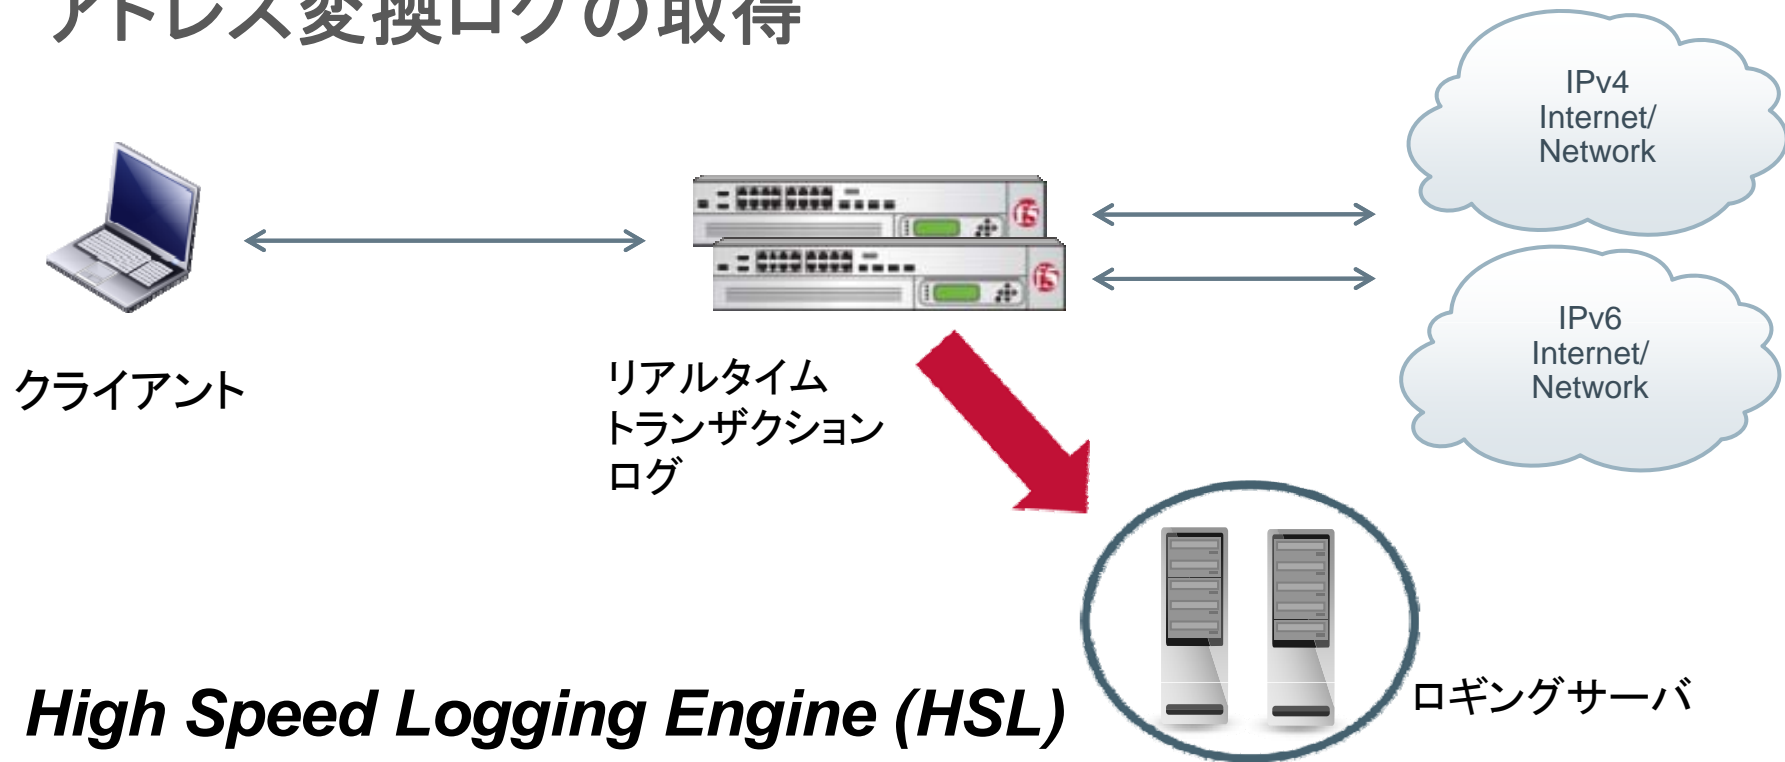 アドレス変換ログの取得
IPv4
Internet/
Network
f5
f5
IPv6
Internet/
Network
クライアント
リアルタイム
トランザクション
ログ
High Speed Logging Engine (HSL)
ロギングサーバ